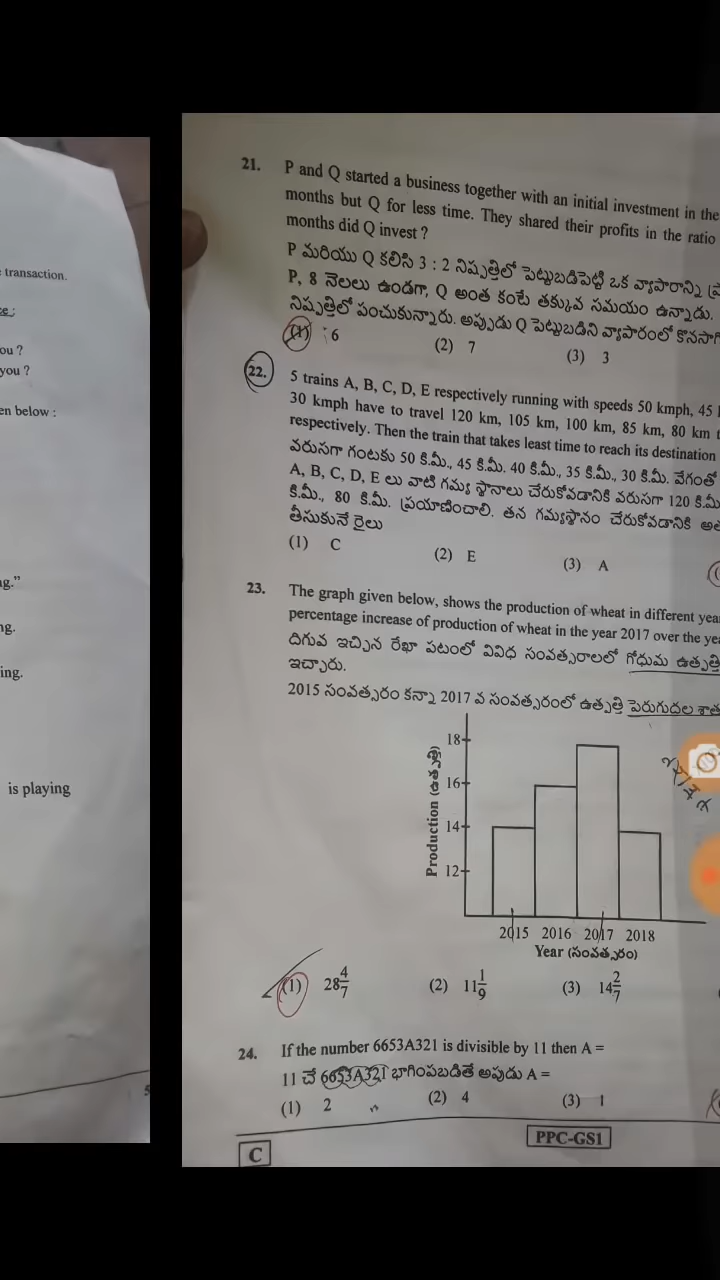 transaction.
ou ?
you ?
en below :
g.”
ng.
ing.
is playing
21. P and Q started a business together with an initial investment in the
months but Q for less time. They shared their profits in the ratio
months did Q invest ?
P మరియు Q కలిసి 3 : 2 నిష్పత్తిలో పెట్టుబడిపెట్టి ఒక వ్యాపారాన్ని
P, 8 నెలలు ఉండగా, Q అంత కంటే తక్కువ సమయం ఉన్నాడు.
నిష్పత్తిలో పంచుకున్నారు. అప్పుడు Q పెట్టుబడిని వ్యాపారంలో కొనసాగ
(1) 6 (2) 7 (3) 3
22. 5 trains A, B, C, D, E respectively running with speeds 50 kmph, 45
30 kmph have to travel 120 km, 105 km, 100 km, 85 km, 80 km
respectively. Then the train that takes least time to reach its destination
వరుసగా గంటకు 50 కి.మీ., 45 కి.మీ. 40 కి.మీ., 35 కి.మీ., 30 కి.మీ. వేగంతో
A, B, C, D, E లు వాటి గమ్య స్థానాలు చేరుకోవడానికి వరుసగా 120 కి.మీ
కి.మీ., 80 కి.మీ. ప్రయాణించాలి. తన గమ్యస్థానం చేరుకోవడానికి అత
తీసుకునే రైలు
(1) C (2) E (3) A
23. The graph given below, shows the production of wheat in different yea
percentage increase of production of wheat in the year 2017 over the ye
దిగువ ఇచ్చిన రేఖా పటంలో వివిధ సంవత్సరాలలో గోధుమ ఉత్పత్తి
ఇచ్చారు.
2015 సంవత్సరం కన్నా 2017 వ సంవత్సరంలో ఉత్పత్తి పెరుగుదల శాత
Production (ఉత్పత్తి)
18
16
14
12
2015 2016 2017 2018
Year (సంవత్సరం)
(1) 28 4/7 (2) 11 1/9 (3) 14 2/7
24. If the number 6653A321 is divisible by 11 then A =
11 చే 6653A321 భాగింపబడితే అపుడు A =
(1) 2 (2) 4 (3) 1
5
C PPC-GS1